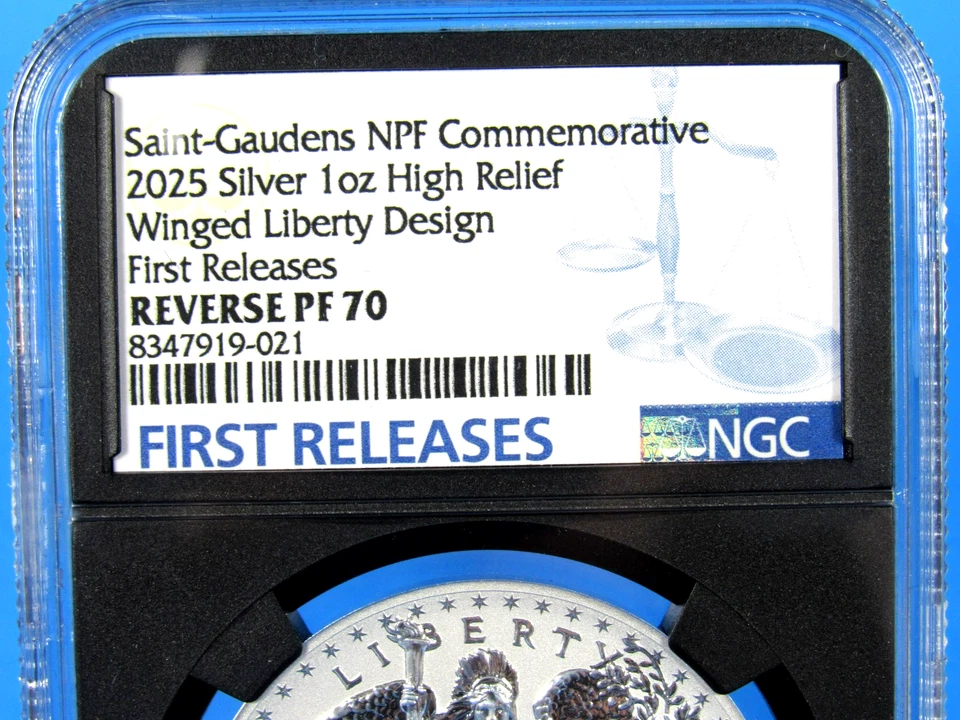 Saint-Gaudens NPF Commemorative
2025 Silver 1oz High Relief
Winged Liberty Design
First Releases
REVERSE PF 70
8347919-021
FIRST RELEASES
NGC
LIBERTY